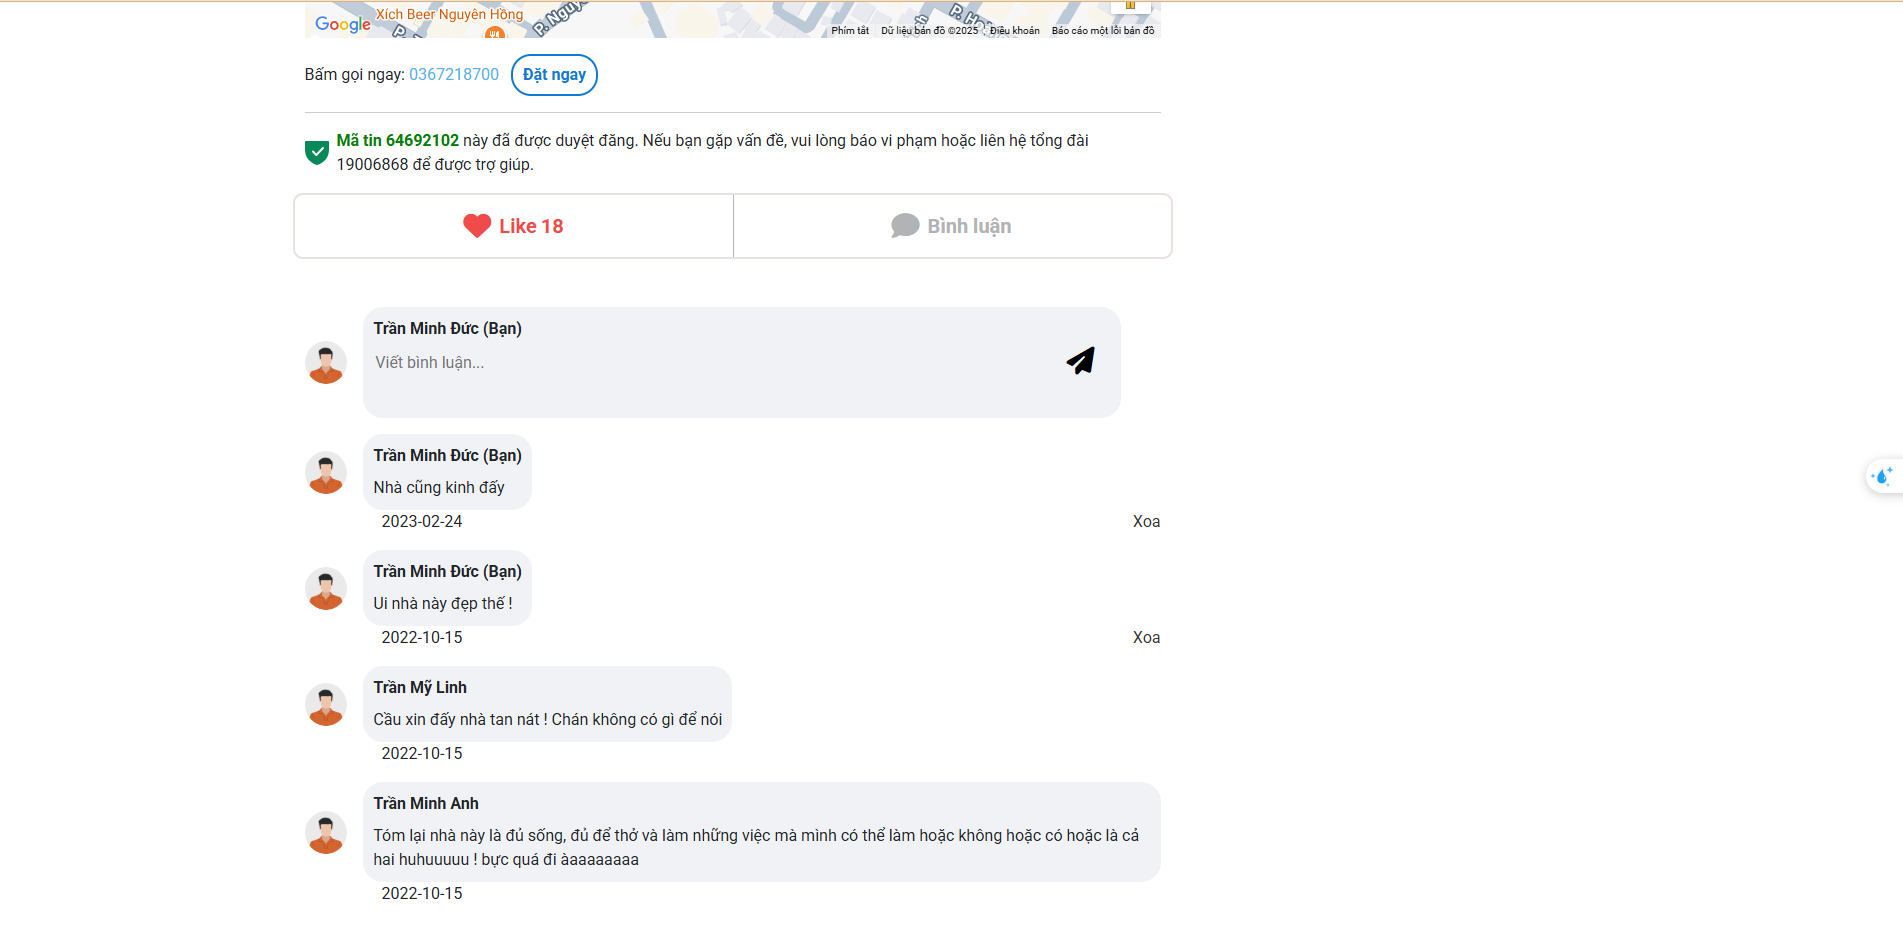 Xích Beer Nguyên Hồng
Google
Phím tắt Dữ liệu bản đồ ©2025 Điều khoản Báo cáo một lỗi bản đồ
Bấm gọi ngay: 0367218700 Đặt ngay
Mã tin 64692102 này đã được duyệt đăng. Nếu bạn gặp vấn đề, vui lòng báo vi phạm hoặc liên hệ tổng đài
19006868 để được trợ giúp.
Like 18 Bình luận
Trần Minh Đức (Bạn)
Viết bình luận...
Trần Minh Đức (Bạn)
Nhà cũng kinh đấy
2023-02-24 Xoa
Trần Minh Đức (Bạn)
Ui nhà này đẹp thế !
2022-10-15 Xoa
Trần Mỹ Linh
Cầu xin đấy nhà tan nát ! Chán không có gì để nói
2022-10-15
Trần Minh Anh
Tóm lại nhà này là đủ sống, đủ để thở và làm những việc mà mình có thể làm hoặc không hoặc có hoặc là cả
hai huhuuuuu ! bực quá đi àaaaaaaaa
2022-10-15